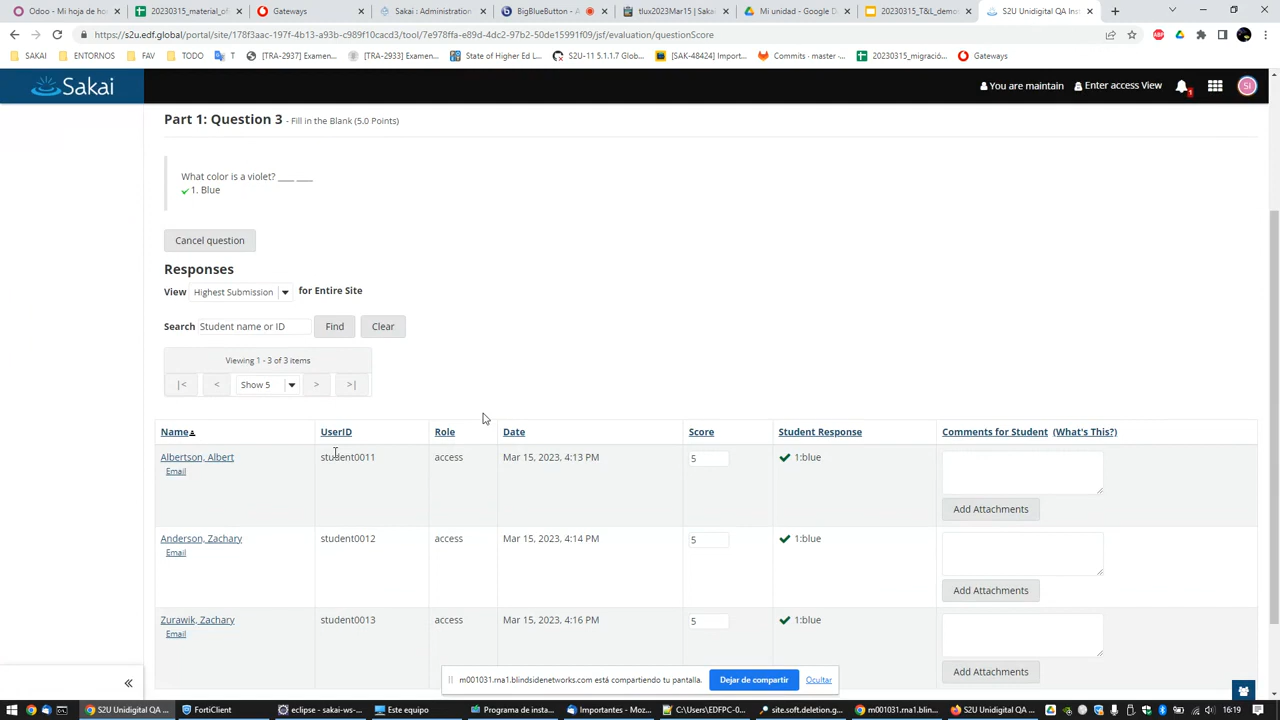 Odoo - Mi hoja de ho
20230315_material_of
Gateways
Sakai : Administration
BigBlueButton -
tlux2023Mar15 | Sakai
Mi unidad - Google D
20230315_T&L_demo
S2U Unidigital QA Ins
https://s2u.edf.global/portal/site/178f3aac-197f-4b13-a93b-c989f10cacd3/tool/7e978ffa-e89d-4dc2-97b2-50de15991f09/jsf/evaluation/questionScore
SAKAI
ENTORNOS
FAV
TODO
T
[TRA-2937] Examen...
[TRA-2933] Examen...
State of Higher Ed L...
S2U-11 5.1.1.7 Glob...
[SAK-48424] Import...
Commits · master ·...
20230315_migració...
Gateways
Sakai
You are maintain
Enter access View
1
SI
Part 1: Question 3 - Fill in the Blank (5.0 Points)
What color is a violet? ____ ____
1. Blue
Cancel question
Responses
View Highest Submission for Entire Site
Search Student name or ID Find Clear
Viewing 1 - 3 of 3 items
|< < Show 5 > >|
Name UserID Role Date Score Student Response Comments for Student (What's This?)
Albertson, Albert student0011 access Mar 15, 2023, 4:13 PM 5 1:blue
Email
Add Attachments
Anderson, Zachary student0012 access Mar 15, 2023, 4:14 PM 5 1:blue
Email
Add Attachments
Zurawik, Zachary student0013 access Mar 15, 2023, 4:16 PM 5 1:blue
Email
Add Attachments
m001031.rna1.blindsidenetworks.com está compartiendo tu pantalla. Dejar de compartir Ocultar
«
S2U Unidigital QA ...
FortiClient
eclipse - sakai-ws-...
Este equipo
Programa de insta...
Importantes - Moz...
C:\Users\EDFPC-0...
site.soft.deletion.g...
m001031.rna1.blin...
S2U Unidigital QA ...
16:19